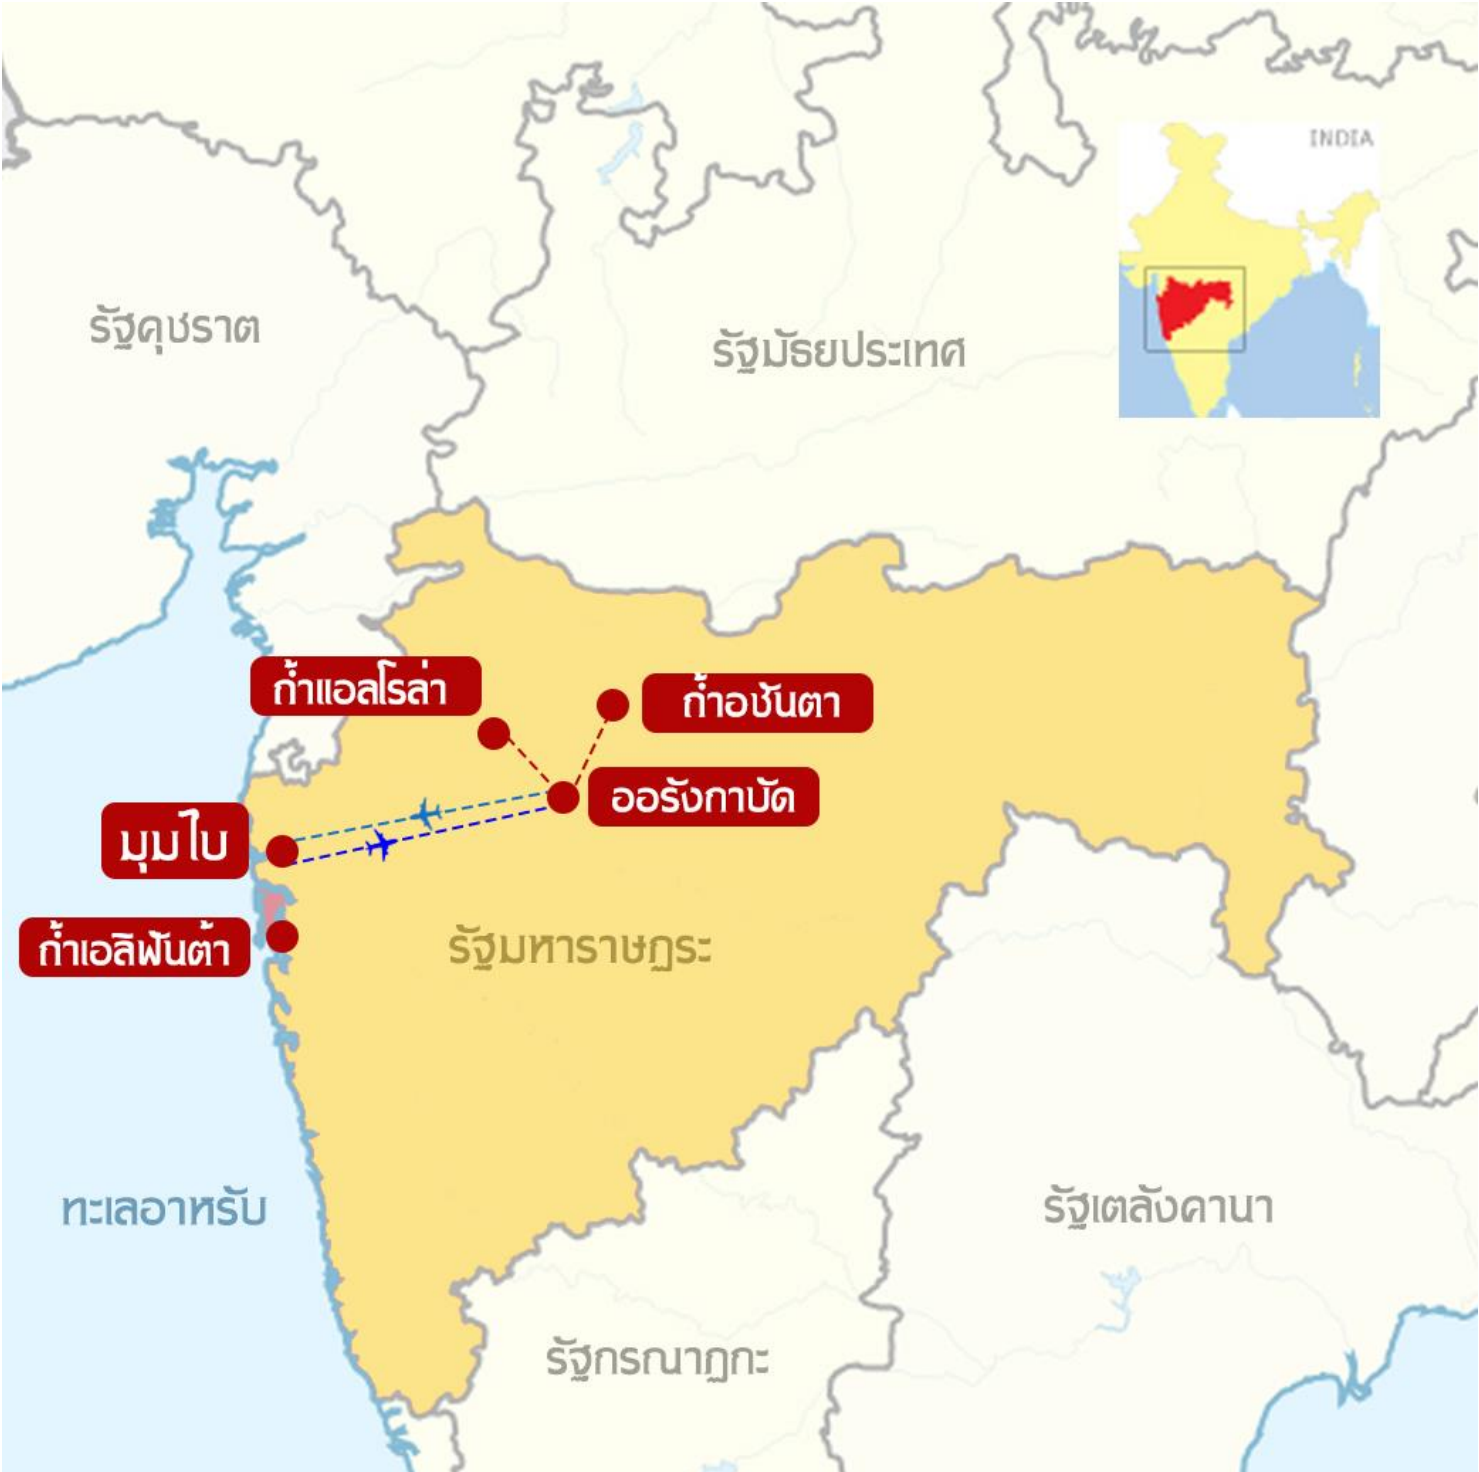 INDIA
รัฐคุชราต
รัฐมัธยประเทศ
ถ้ำแอลโรล่า
ถ้ำอชันตา
ออรังกาบัด
มุมไบ
ถ้ำเอลิฟันต้า
รัฐมหาราษฎระ
ทะเลอาหรับ
รัฐเตลังคานา
รัฐกรณาฏกะ